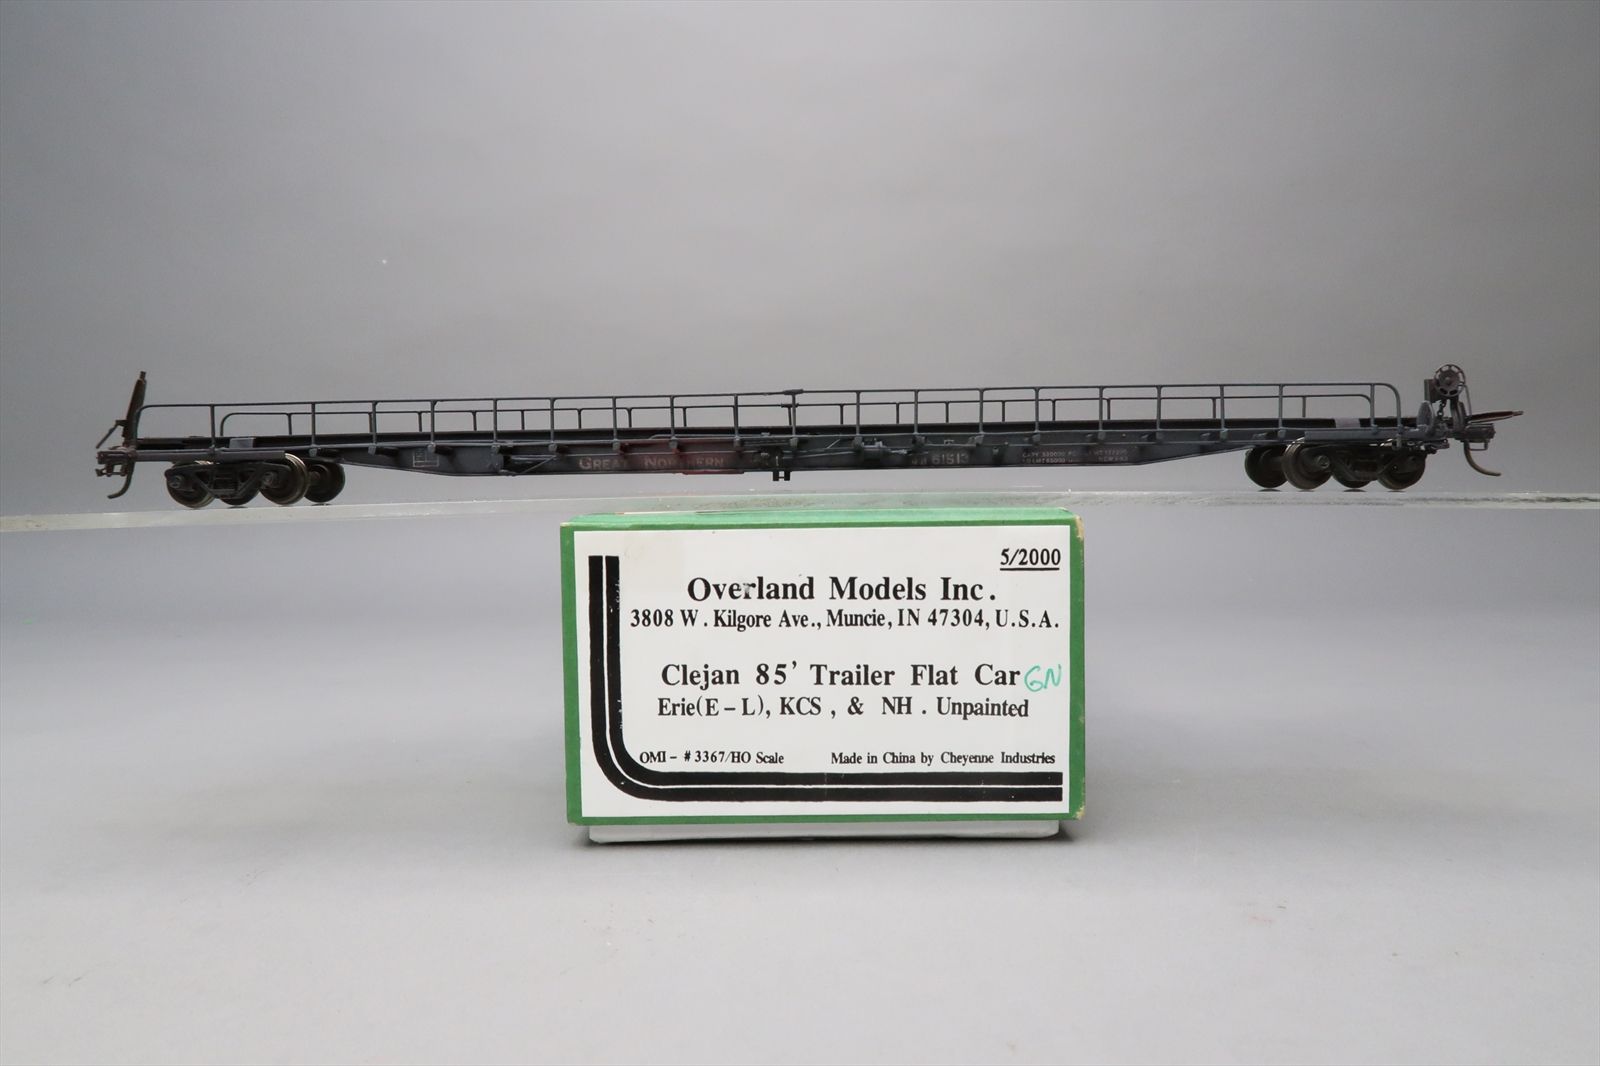 GREAT NORTHERN
61513
5/2000
Overland Models Inc.
3808 W. Kilgore Ave., Muncie, IN 47304, U.S.A.
Clejan 85' Trailer Flat Car GN
Erie(E-L), KCS, & NH. Unpainted
OMI- #3367/HO Scale Made in China by Cheyenne Industries